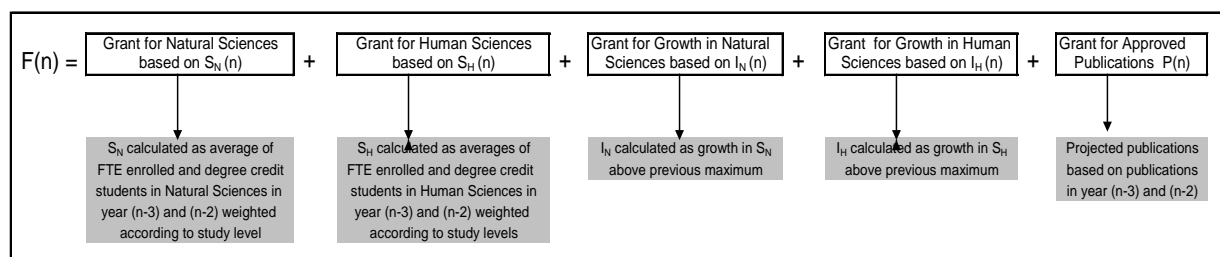 F(n) =
Grant for Natural Sciences
based on S_N (n)
+
Grant for Human Sciences
based on S_H (n)
+
Grant for Growth in Natural
Sciences based on I_N (n)
+
Grant for Growth in Human
Sciences based on I_H (n)
+
Grant for Approved
Publications P(n)
S_N calculated as average of
FTE enrolled and degree credit
students in Natural Sciences in
year (n-3) and (n-2) weighted
according to study level
S_H calculated as averages of
FTE enrolled and degree credit
students in Human Sciences in
year (n-3) and (n-2) weighted
according to study levels
I_N calculated as growth in S_N
above previous maximum
I_H calculated as growth in S_H
above previous maximum
Projected publications
based on publications
in year (n-3) and (n-2)